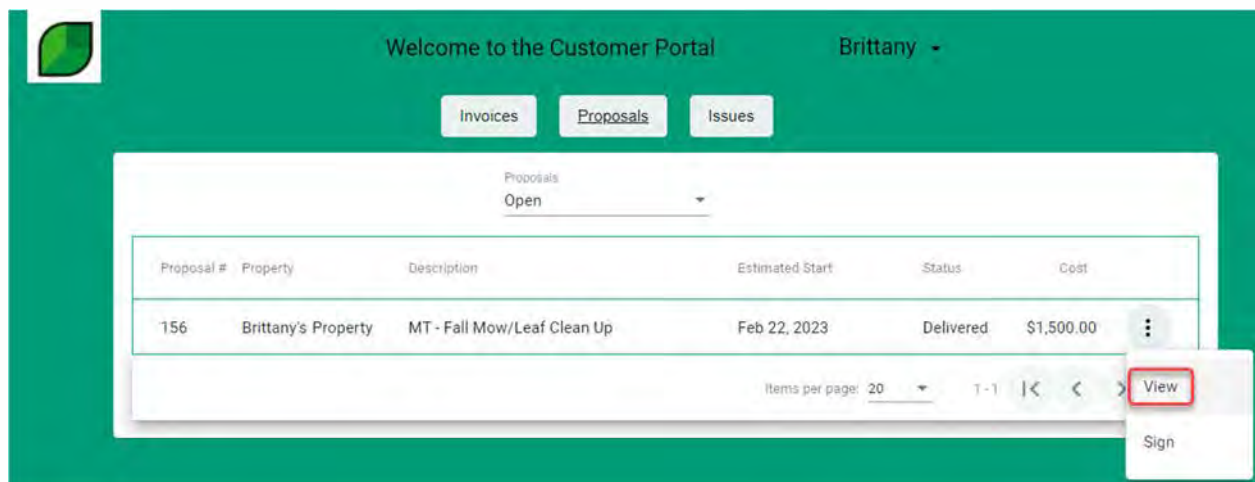 Welcome to the Customer Portal Brittany
Invoices Proposals Issues
Proposals
Open
Proposal # Property Description Estimated Start Status Cost
156 Brittany's Property MT - Fall Mow/Leaf Clean Up Feb 22, 2023 Delivered $1,500.00
Items per page: 20 1-1 View
Sign